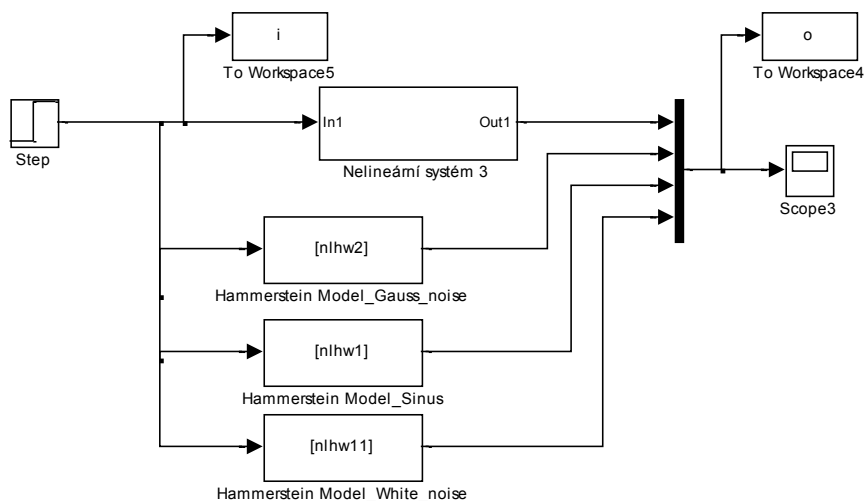 i
To Workspace5
o
To Workspace4
Step
In1
Out1
Nelineární systém 3
Scope3
[nlhw2]
Hammerstein Model_Gauss_noise
[nlhw1]
Hammerstein Model_Sinus
[nlhw11]
Hammerstein Model_White_noise